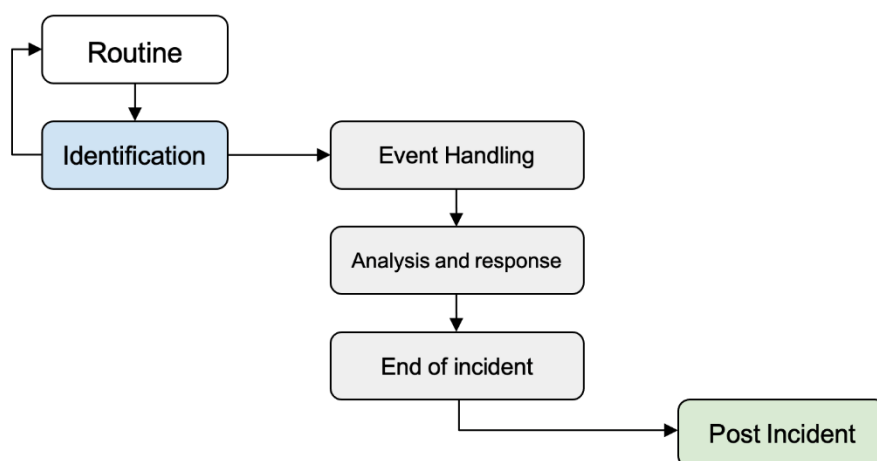 Routine
Identification
Event Handling
Analysis and response
End of incident
Post Incident